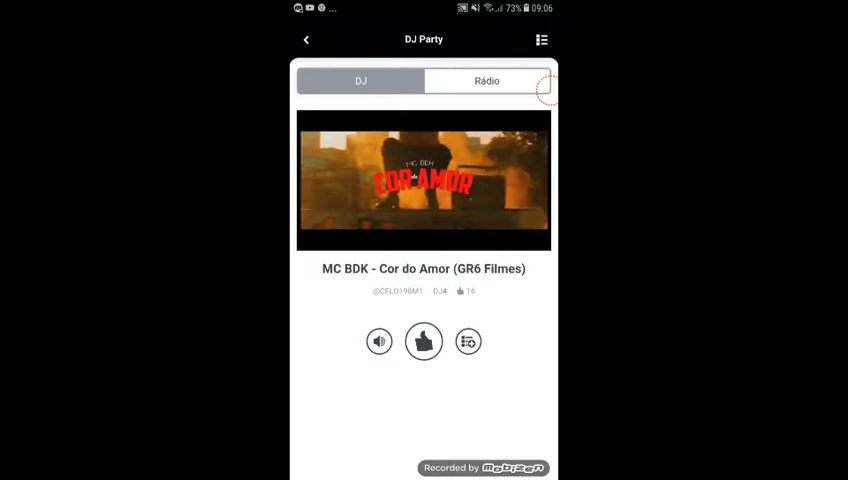 ... 73% 09:06
DJ Party
DJ Rádio
MC BDK
COR AMOR
MC BDK - Cor do Amor (GR6 Filmes)
@CELO198M1 DJ4 16
Recorded by mobizen